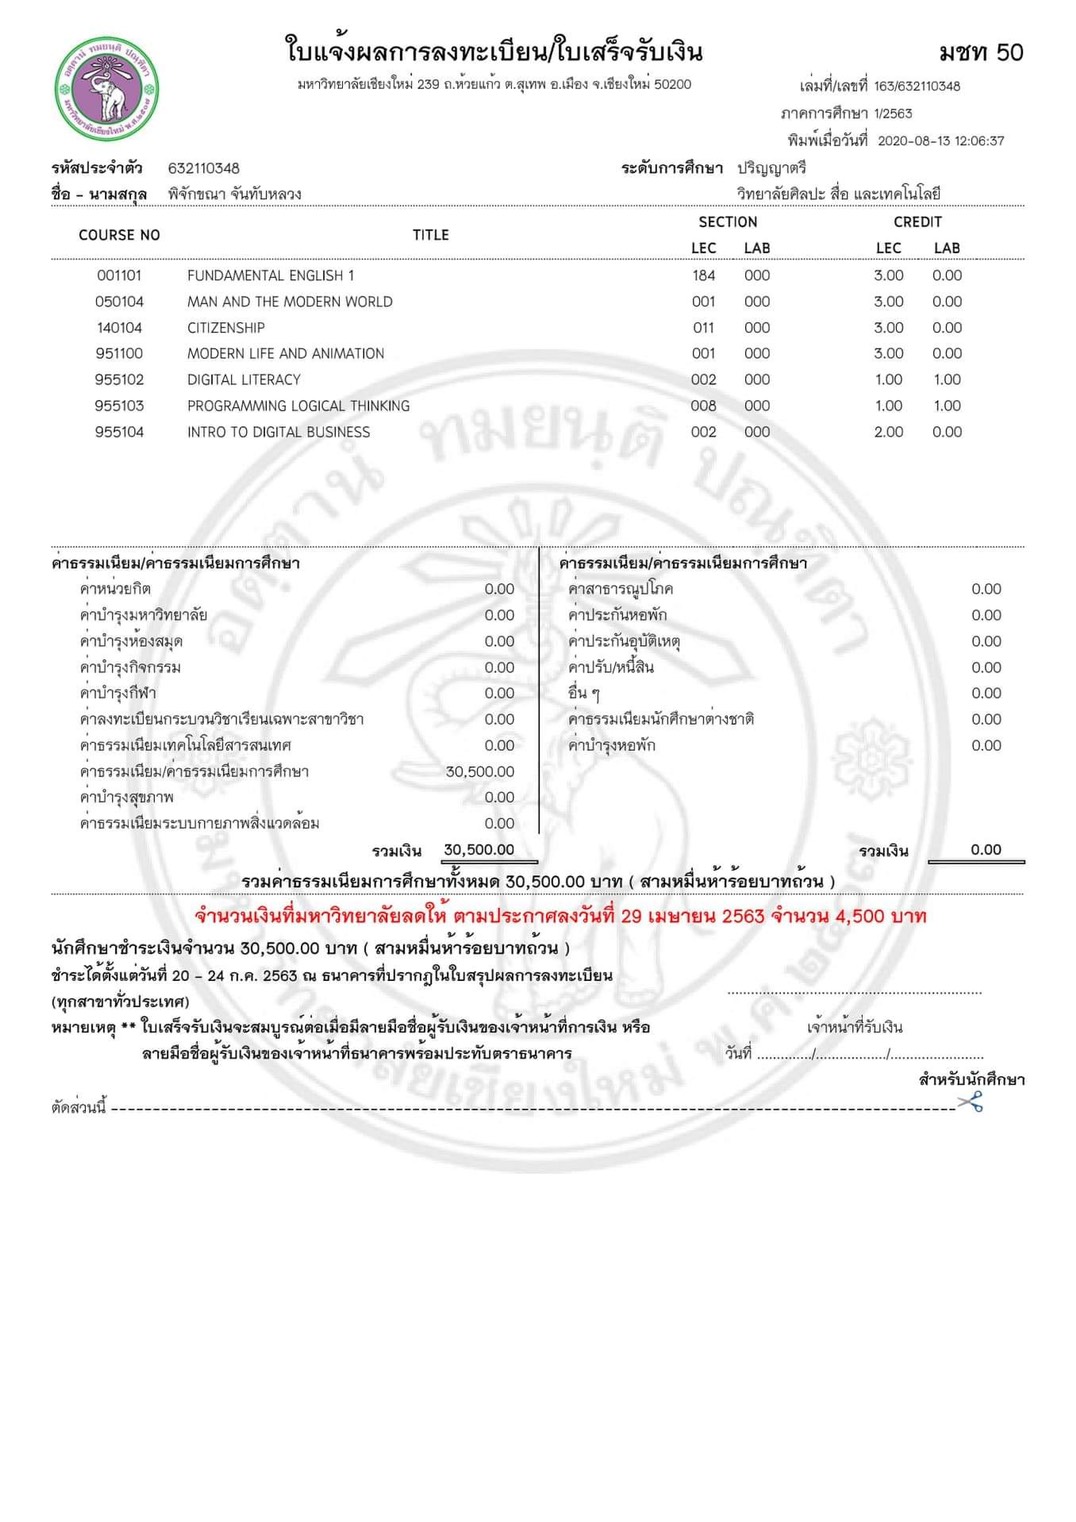 ใบแจ้งผลการลงทะเบียน/ใบเสร็จรับเงิน
มชท 50
มหาวิทยาลัยเชียงใหม่ 239 ถ.ห้วยแก้ว ต.สุเทพ อ.เมือง จ.เชียงใหม่ 50200
เล่มที่/เลขที่ 163/632110348
ภาคการศึกษา 1/2563
พิมพ์เมื่อวันที่ 2020-08-13 12:06:37
รหัสประจำตัว 632110348 ระดับการศึกษา ปริญญาตรี
ชื่อ - นามสกุล พิจักขณา จันทับหลวง วิทยาลัยศิลปะ สื่อ และเทคโนโลยี
COURSE NO TITLE SECTION CREDIT
LEC LAB LEC LAB
001101 FUNDAMENTAL ENGLISH 1 184 000 3.00 0.00
050104 MAN AND THE MODERN WORLD 001 000 3.00 0.00
140104 CITIZENSHIP 011 000 3.00 0.00
951100 MODERN LIFE AND ANIMATION 001 000 3.00 0.00
955102 DIGITAL LITERACY 002 000 1.00 1.00
955103 PROGRAMMING LOGICAL THINKING 008 000 1.00 1.00
955104 INTRO TO DIGITAL BUSINESS 002 000 2.00 0.00
ค่าธรรมเนียม/ค่าธรรมเนียมการศึกษา ค่าธรรมเนียม/ค่าธรรมเนียมการศึกษา
ค่าหน่วยกิต 0.00 ค่าสาธารณูปโภค 0.00
ค่าบำรุงมหาวิทยาลัย 0.00 ค่าประกันหอพัก 0.00
ค่าบำรุงห้องสมุด 0.00 ค่าประกันอุบัติเหตุ 0.00
ค่าบำรุงกิจกรรม 0.00 ค่าปรับ/หนี้สิน 0.00
ค่าบำรุงกีฬา 0.00 อื่น ๆ 0.00
ค่าลงทะเบียนกระบวนวิชาเรียนเฉพาะสาขาวิชา 0.00 ค่าธรรมเนียมนักศึกษาต่างชาติ 0.00
ค่าธรรมเนียมเทคโนโลยีสารสนเทศ 0.00 ค่าบำรุงหอพัก 0.00
ค่าธรรมเนียม/ค่าธรรมเนียมการศึกษา 30,500.00
ค่าบำรุงสุขภาพ 0.00
ค่าธรรมเนียมระบบกายภาพสิ่งแวดล้อม 0.00
รวมเงิน 30,500.00 รวมเงิน 0.00
รวมค่าธรรมเนียมการศึกษาทั้งหมด 30,500.00 บาท ( สามหมื่นห้าร้อยบาทถ้วน )
จำนวนเงินที่มหาวิทยาลัยลดให้ ตามประกาศลงวันที่ 29 เมษายน 2563 จำนวน 4,500 บาท
นักศึกษาชำระเงินจำนวน 30,500.00 บาท ( สามหมื่นห้าร้อยบาทถ้วน )
ชำระได้ตั้งแต่วันที่ 20 - 24 ก.ค. 2563 ณ ธนาคารที่ปรากฏในใบสรุปผลการลงทะเบียน
(ทุกสาขาทั่วประเทศ)
หมายเหตุ ** ใบเสร็จรับเงินจะสมบูรณ์ต่อเมื่อมีลายมือชื่อผู้รับเงินของเจ้าหน้าที่การเงิน หรือ เจ้าหน้าที่รับเงิน
ลายมือชื่อผู้รับเงินของเจ้าหน้าที่ธนาคารพร้อมประทับตราธนาคาร วันที่ ............../................../........................
สำหรับนักศึกษา
ตัดส่วนนี้
อตฺตานํ ทมยนฺติ ปณฺฑิตา
มหาวิทยาลัยเชียงใหม่ พ.ศ.๒๕๐๗